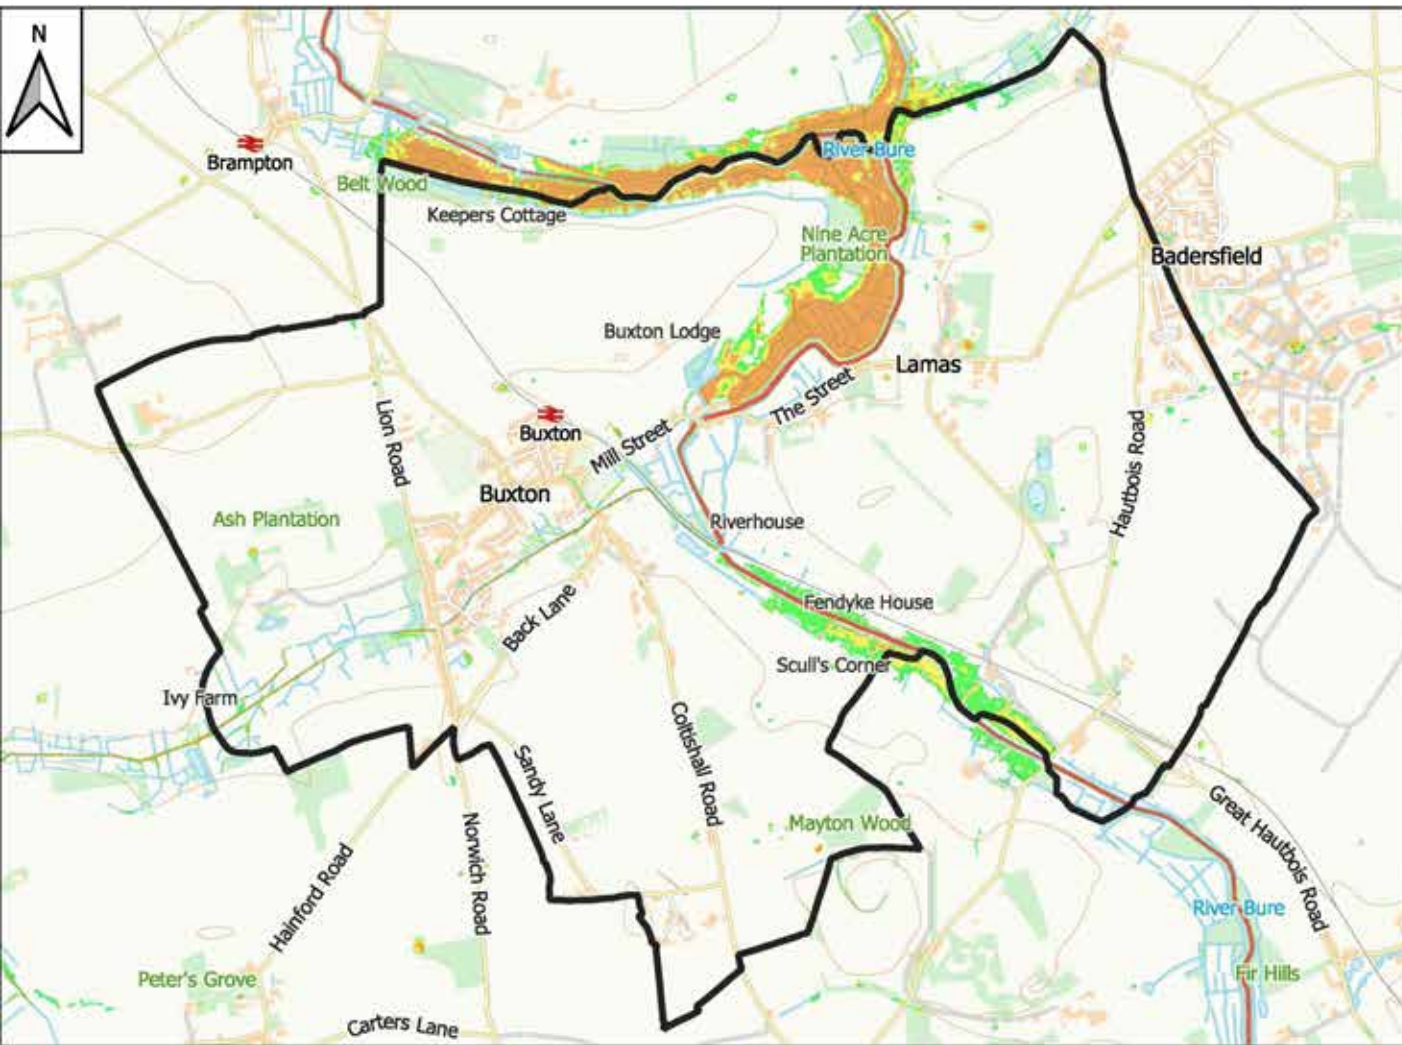 N
Brampton
River Bure
Belt Wood
Keepers Cottage
Nine Acre
Plantation
Badersfield
Buxton Lodge
Lamas
The Street
Lion Road
Buxton
Mill Street
Hautbois Road
Buxton
Ash Plantation
Riverhouse
Back Lane
Fendyke House
Scull's Corner
Ivy Farm
Coltishall Road
Sandy Lane
Great Hautbois Road
Mayton Wood
Norwich Road
Hainford Road
River Bure
Peter's Grove
Fir Hills
Carters Lane